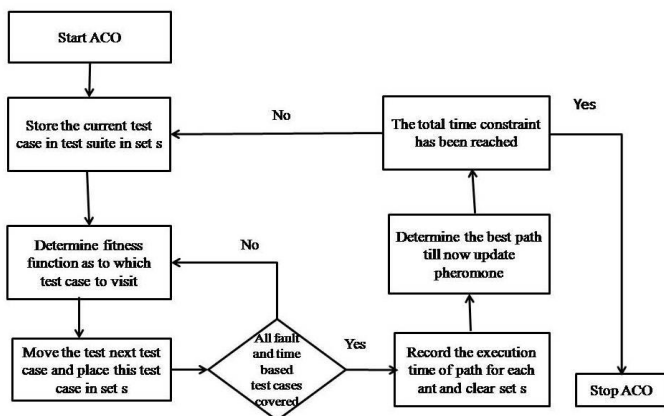 Start ACO
Store the current test
case in test suite in set s
No
The total time constraint
has been reached
Yes
Determine fitness
function as to which
test case to visit
No
Determine the best path
till now update
pheromone
Move the test next test
case and place this test
case in set s
All fault
and time
based
test cases
covered
Yes
Record the execution
time of path for each
ant and clear set s
Stop ACO